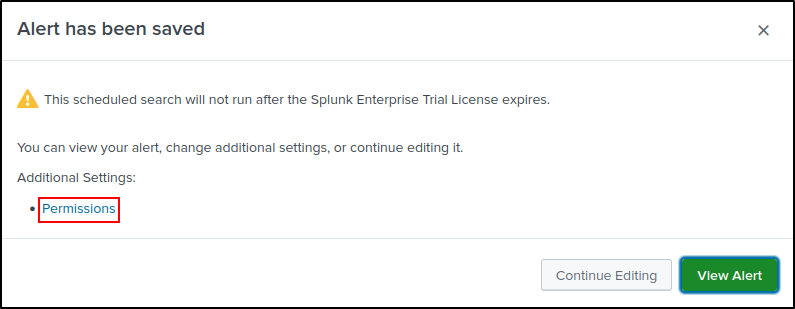 Alert has been saved
This scheduled search will not run after the Splunk Enterprise Trial License expires.
You can view your alert, change additional settings, or continue editing it.
Additional Settings:
• Permissions
Continue Editing
View Alert